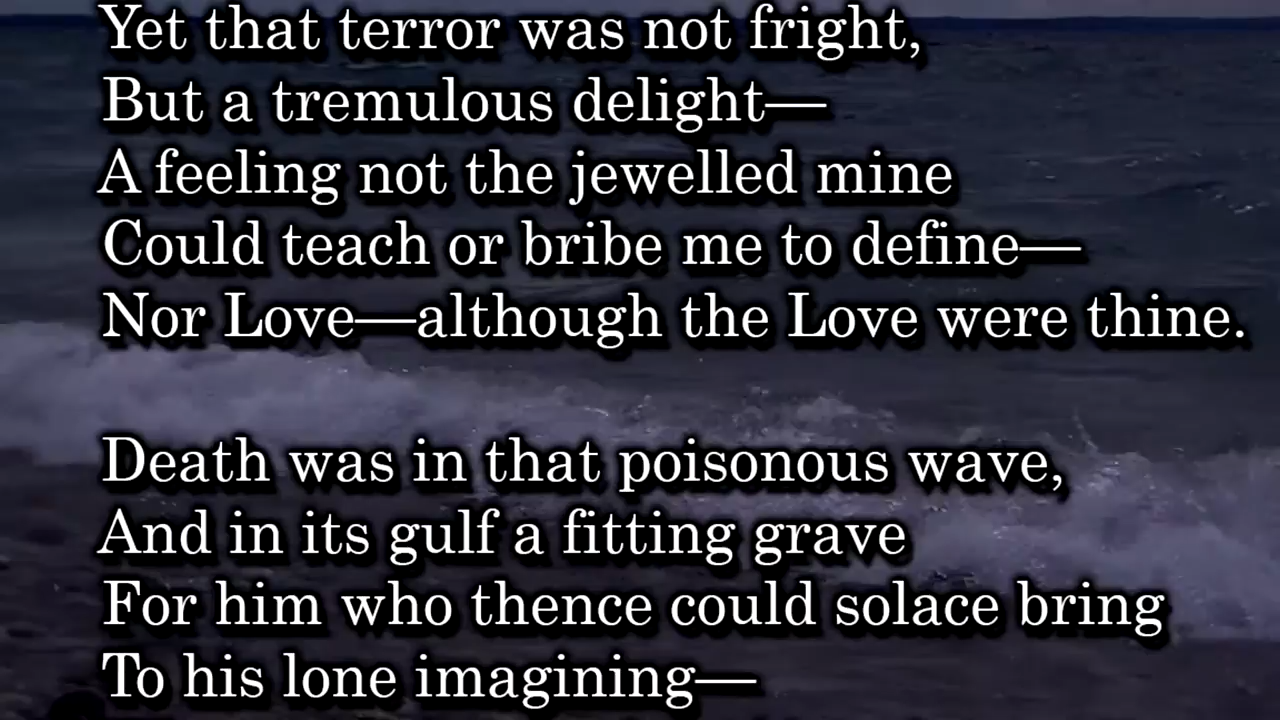 Yet that terror was not fright,
But a tremulous delight—
A feeling not the jewelled mine
Could teach or bribe me to define—
Nor Love—although the Love were thine.
Death was in that poisonous wave,
And in its gulf a fitting grave
For him who thence could solace bring
To his lone imagining—